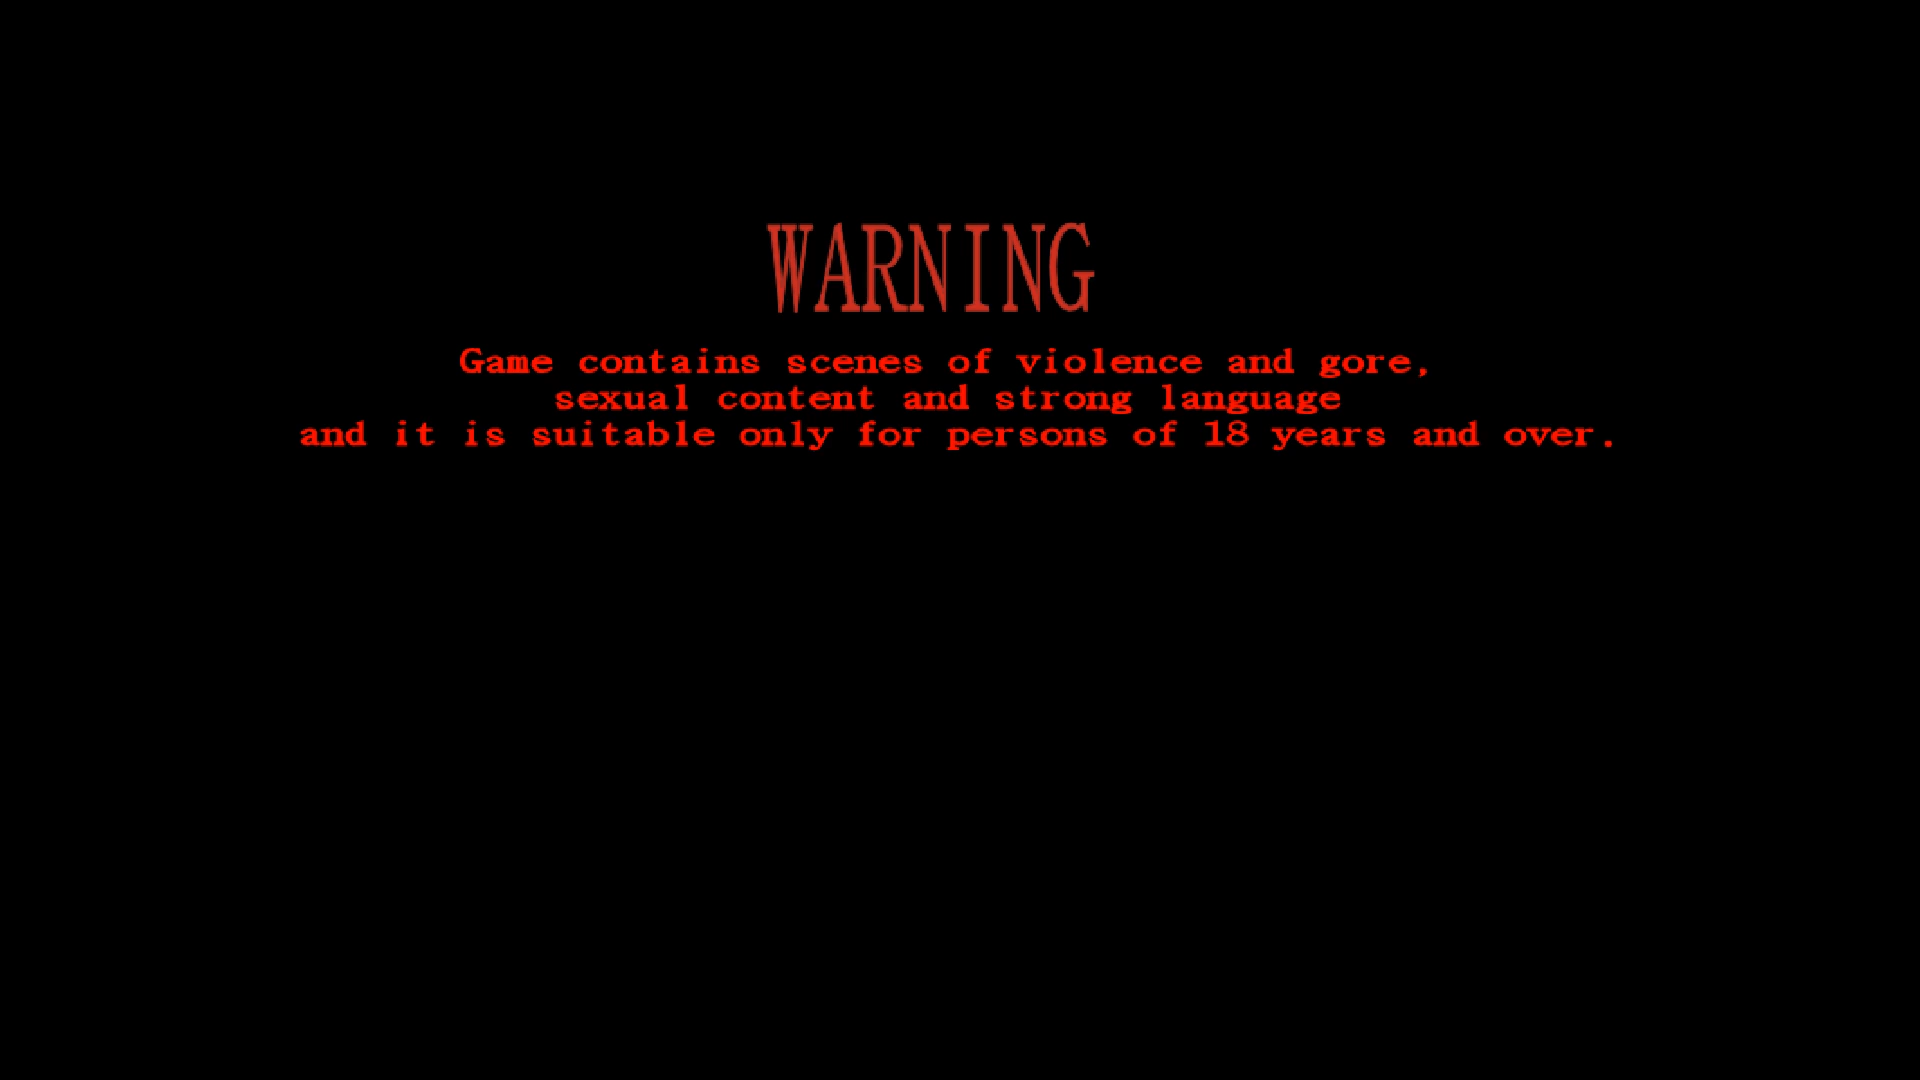 WARNING
Game contains scenes of violence and gore,
sexual content and strong language
and it is suitable only for persons of 18 years and over.